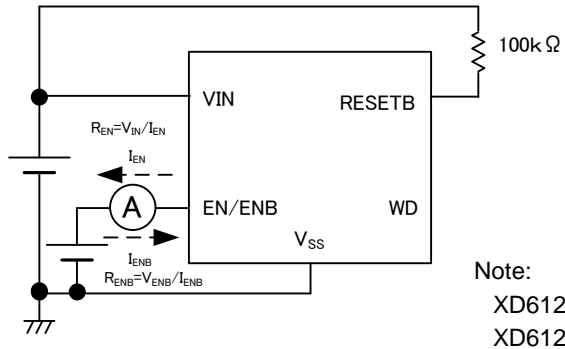 100kΩ
VIN
RESETB
R_EN=V_IN/I_EN
I_EN
A
EN/ENB
WD
V_SS
I_ENB
R_ENB=V_ENB/I_ENB
Note:
XD612
XD612